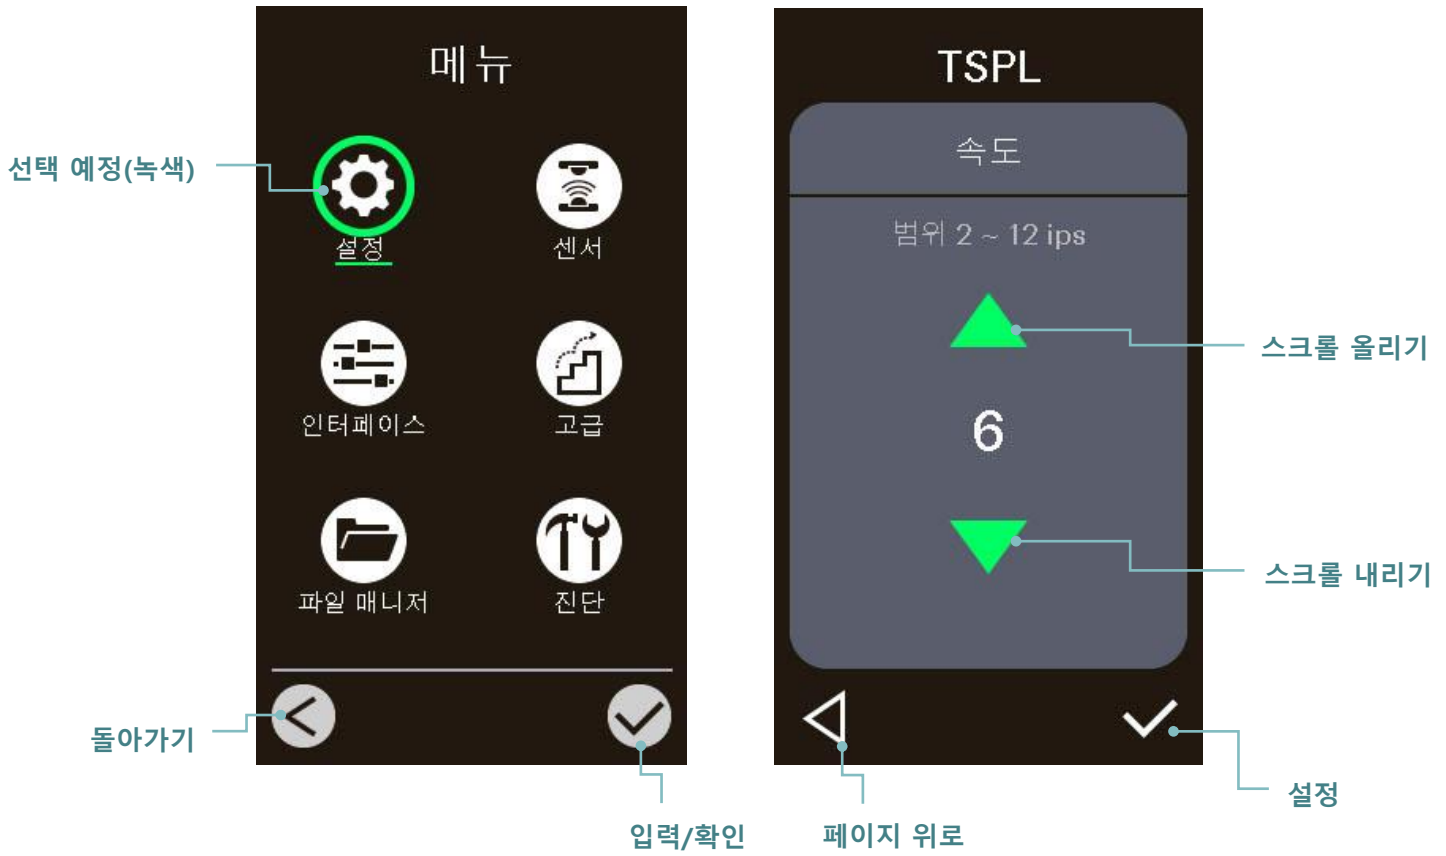 메뉴
선택 예정(녹색)
설정
센서
인터페이스
고급
파일 매니저
진단
돌아가기
입력/확인
TSPL
속도
범위 2 ~ 12 ips
스크롤 올리기
6
스크롤 내리기
페이지 위로
설정